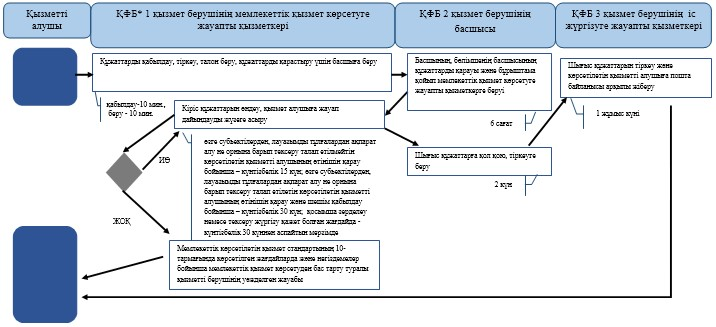 Қызметті
алушы
ҚФБ* 1 қызмет берушінің мемлекеттік қызмет көрсетуге
жауапты қызметкері
ҚФБ 2 қызмет берушінің
басшысы
ҚФБ 3 қызмет берушінің іс
жүргізуге жауапты қызметкері
Құжаттарды қабылдау, тіркеу, талон беру, құжаттарды қарастыру үшін басшыға беру
қабылдау-10 мин.,
беру - 10 мин.
Басшының, бөлімшенің басшысының
құжаттарды қарауы және бұрыштама
қойып мемлекеттік қызмет көрсетуге
жауапты қызметкерге беруі
6 сағат
Шығыс құжаттарын тіркеу және
көрсетілетін қызметті алушыға пошта
байланысы арқылы жіберу
1 жұмыс күні
Кіріс құжаттарын өңдеу, қызмет алушыға жауап
дайындауды жүзеге асыру
ИӘ
өзге субъектілерден, лауазымды тұлғалардан ақпарат
алу не орнына барып тексеру талап етілмейтін
көрсетілетін қызметті алушының өтінішін қарау
бойынша – күнтізбелік 15 күн; өзге субъектілерден,
лауазымды тұлғалардан ақпарат алу не орнына
барып тексеру талап етілетін көрсетілетін қызметті
алушының өтінішін қарау және шешім қабылдау
бойынша – күнтізбелік 30 күн; қосымша зерделеу
немесе тексеру жүргізу қажет болған жағдайда -
күнтізбелік 30 күннен аспайтын мерзімде
Шығыс құжаттарға қол қою, тіркеуге
беру
2 күн
ЖОҚ
Мемлекеттік көрсетілетін қызмет стандартының 10-
тармағында көрсетілген жағдайларда және негіздемелер
бойынша мемлекеттік қызмет көрсетуден бас тарту туралы
қызметті берушінің уәжделген жауабы